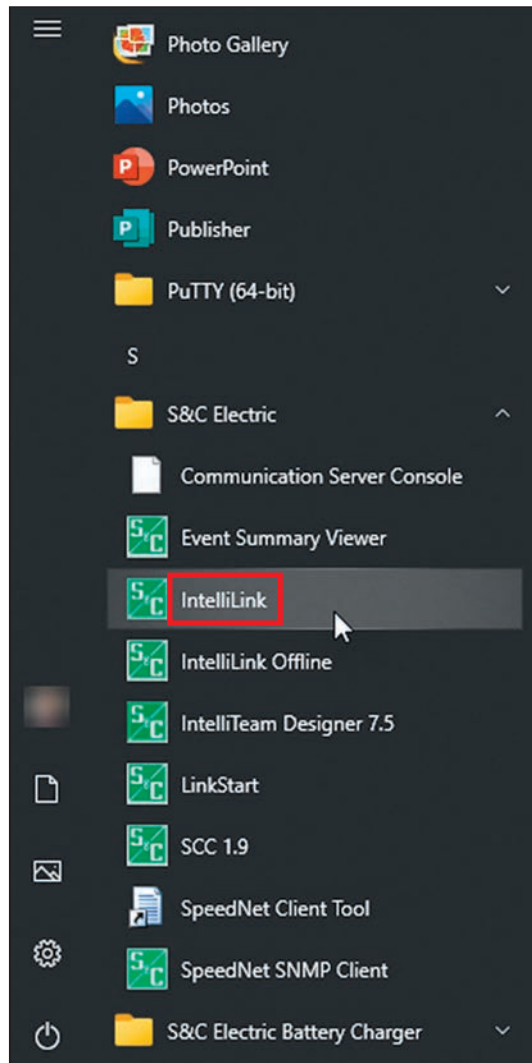 Photo Gallery
Photos
P PowerPoint
P Publisher
PuTTY (64-bit)
S
S&C Electric
Communication Server Console
S&C Event Summary Viewer
S&C IntelliLink
S&C IntelliLink Offline
S&C IntelliTeam Designer 7.5
S&C LinkStart
S&C SCC 1.9
SpeedNet Client Tool
S&C SpeedNet SNMP Client
S&C Electric Battery Charger